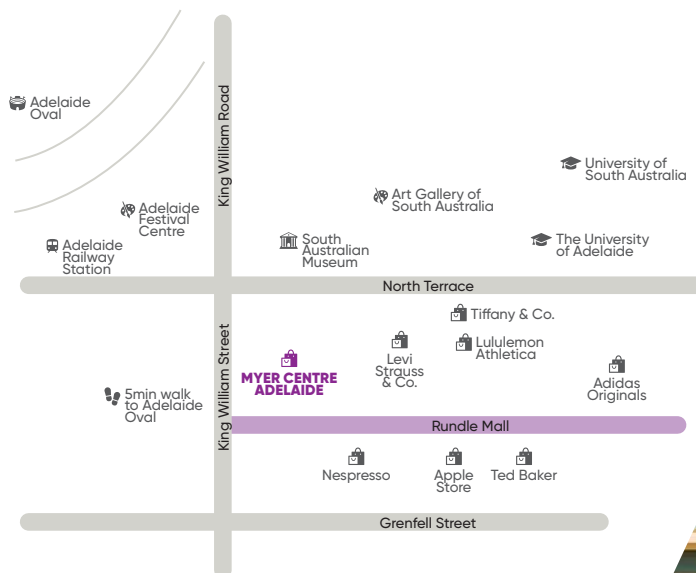 Adelaide
Oval
King William Road
University of
South Australia
Art Gallery of
South Australia
Adelaide
Festival
Centre
South
Australian
Museum
The University
of Adelaide
Adelaide
Railway
Station
North Terrace
Tiffany & Co.
Lululemon
Athletica
Levi
Strauss
& Co.
King William Street
MYER CENTRE
ADELAIDE
Adidas
Originals
5min walk
to Adelaide
Oval
Rundle Mall
Nespresso
Apple
Store
Ted Baker
Grenfell Street